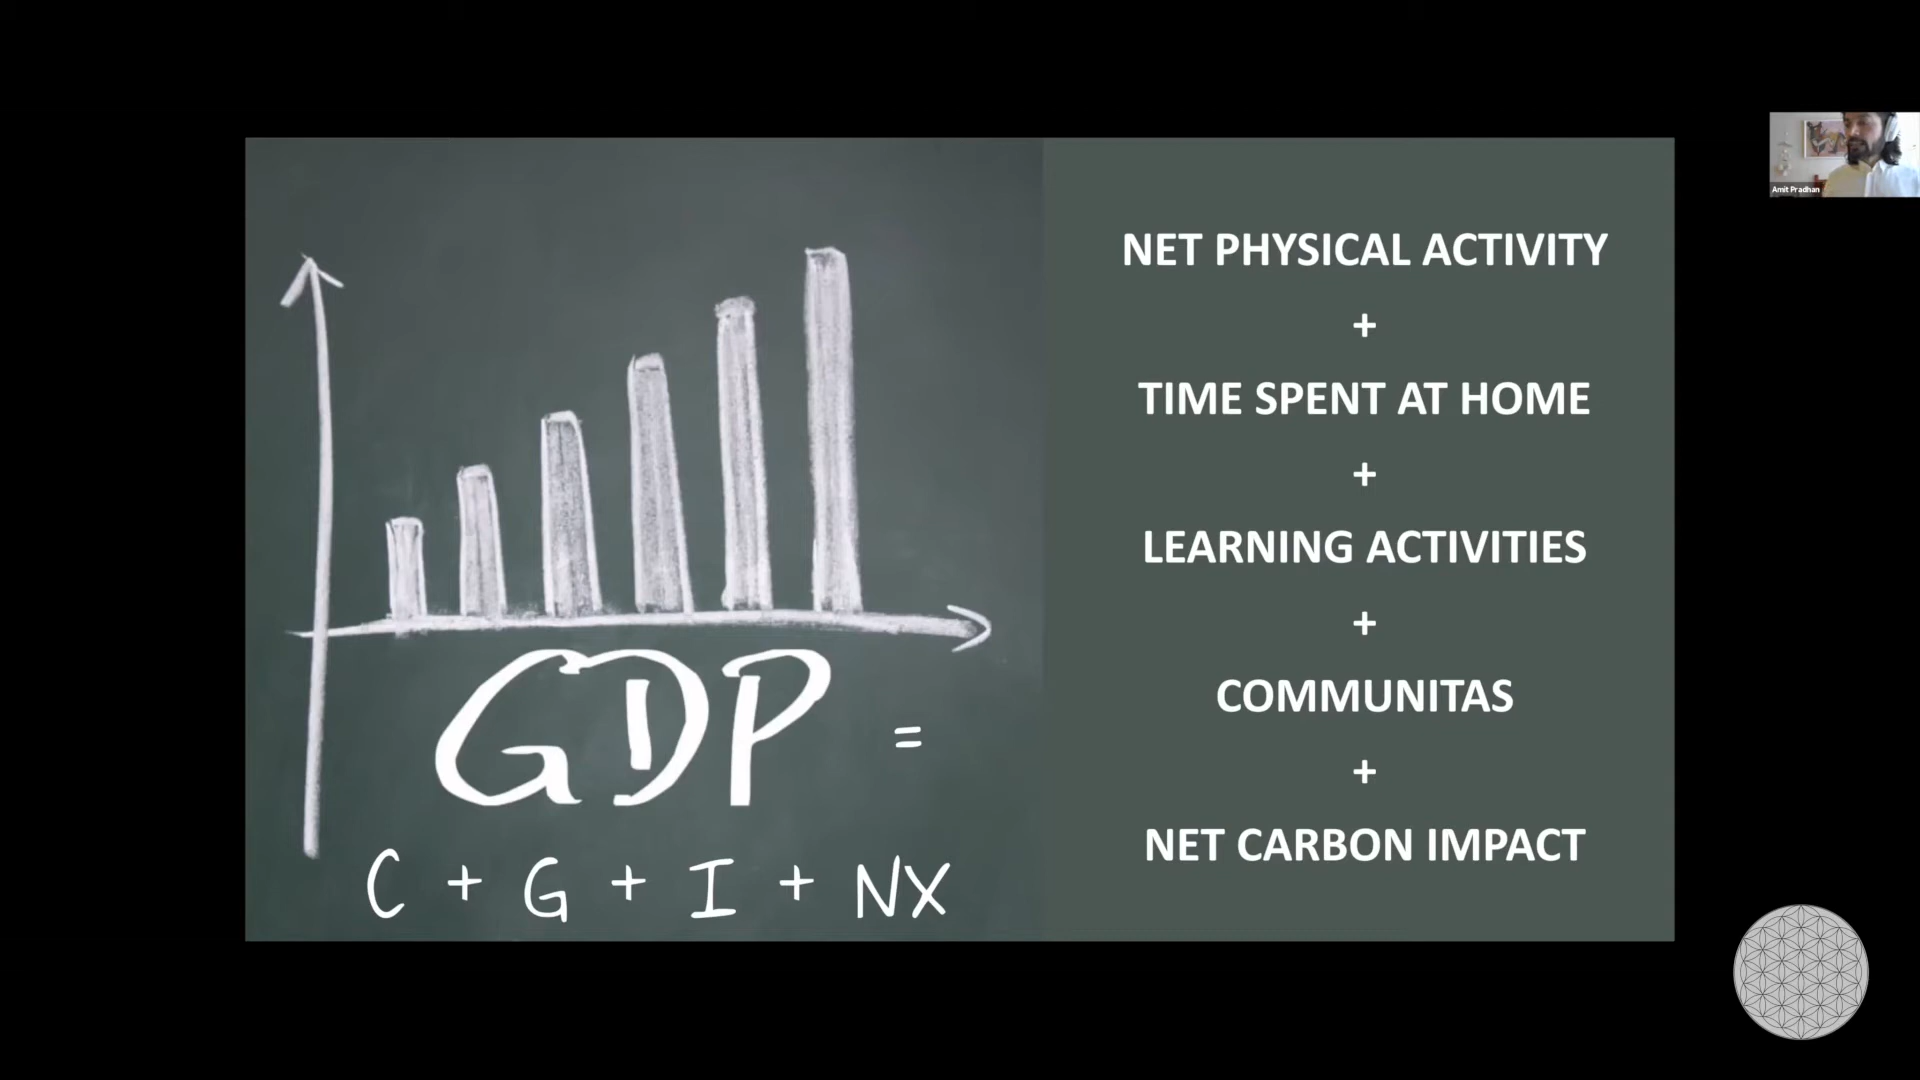 GDP =
C + G + I + NX
NET PHYSICAL ACTIVITY
+
TIME SPENT AT HOME
+
LEARNING ACTIVITIES
+
COMMUNITAS
+
NET CARBON IMPACT
Amit Pradhan